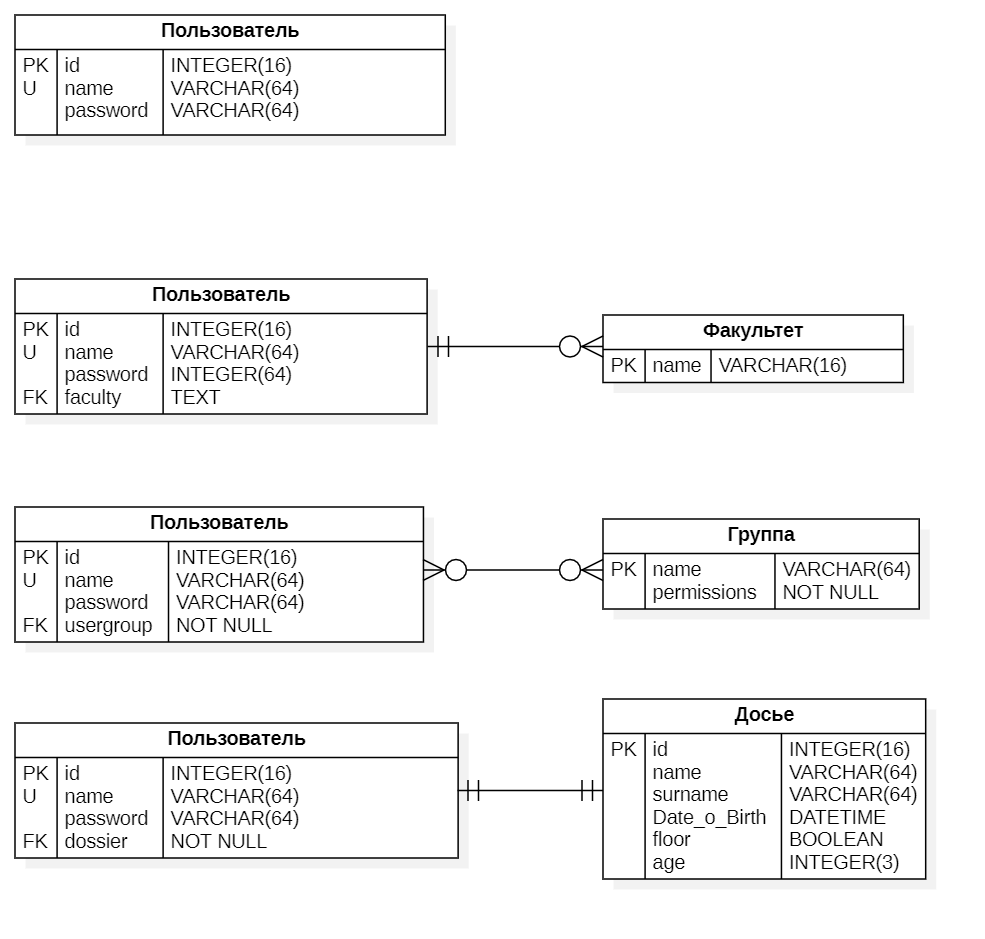 Пользователь
PK id INTEGER(16)
U name VARCHAR(64)
password VARCHAR(64)
Пользователь
PK id INTEGER(16)
U name VARCHAR(64)
password INTEGER(64)
FK faculty TEXT
Факультет
PK name VARCHAR(16)
Пользователь
PK id INTEGER(16)
U name VARCHAR(64)
password VARCHAR(64)
FK usergroup NOT NULL
Группа
PK name VARCHAR(64)
permissions NOT NULL
Пользователь
PK id INTEGER(16)
U name VARCHAR(64)
password VARCHAR(64)
FK dossier NOT NULL
Досье
PK id INTEGER(16)
name VARCHAR(64)
surname VARCHAR(64)
Date_o_Birth DATETIME
floor BOOLEAN
age INTEGER(3)